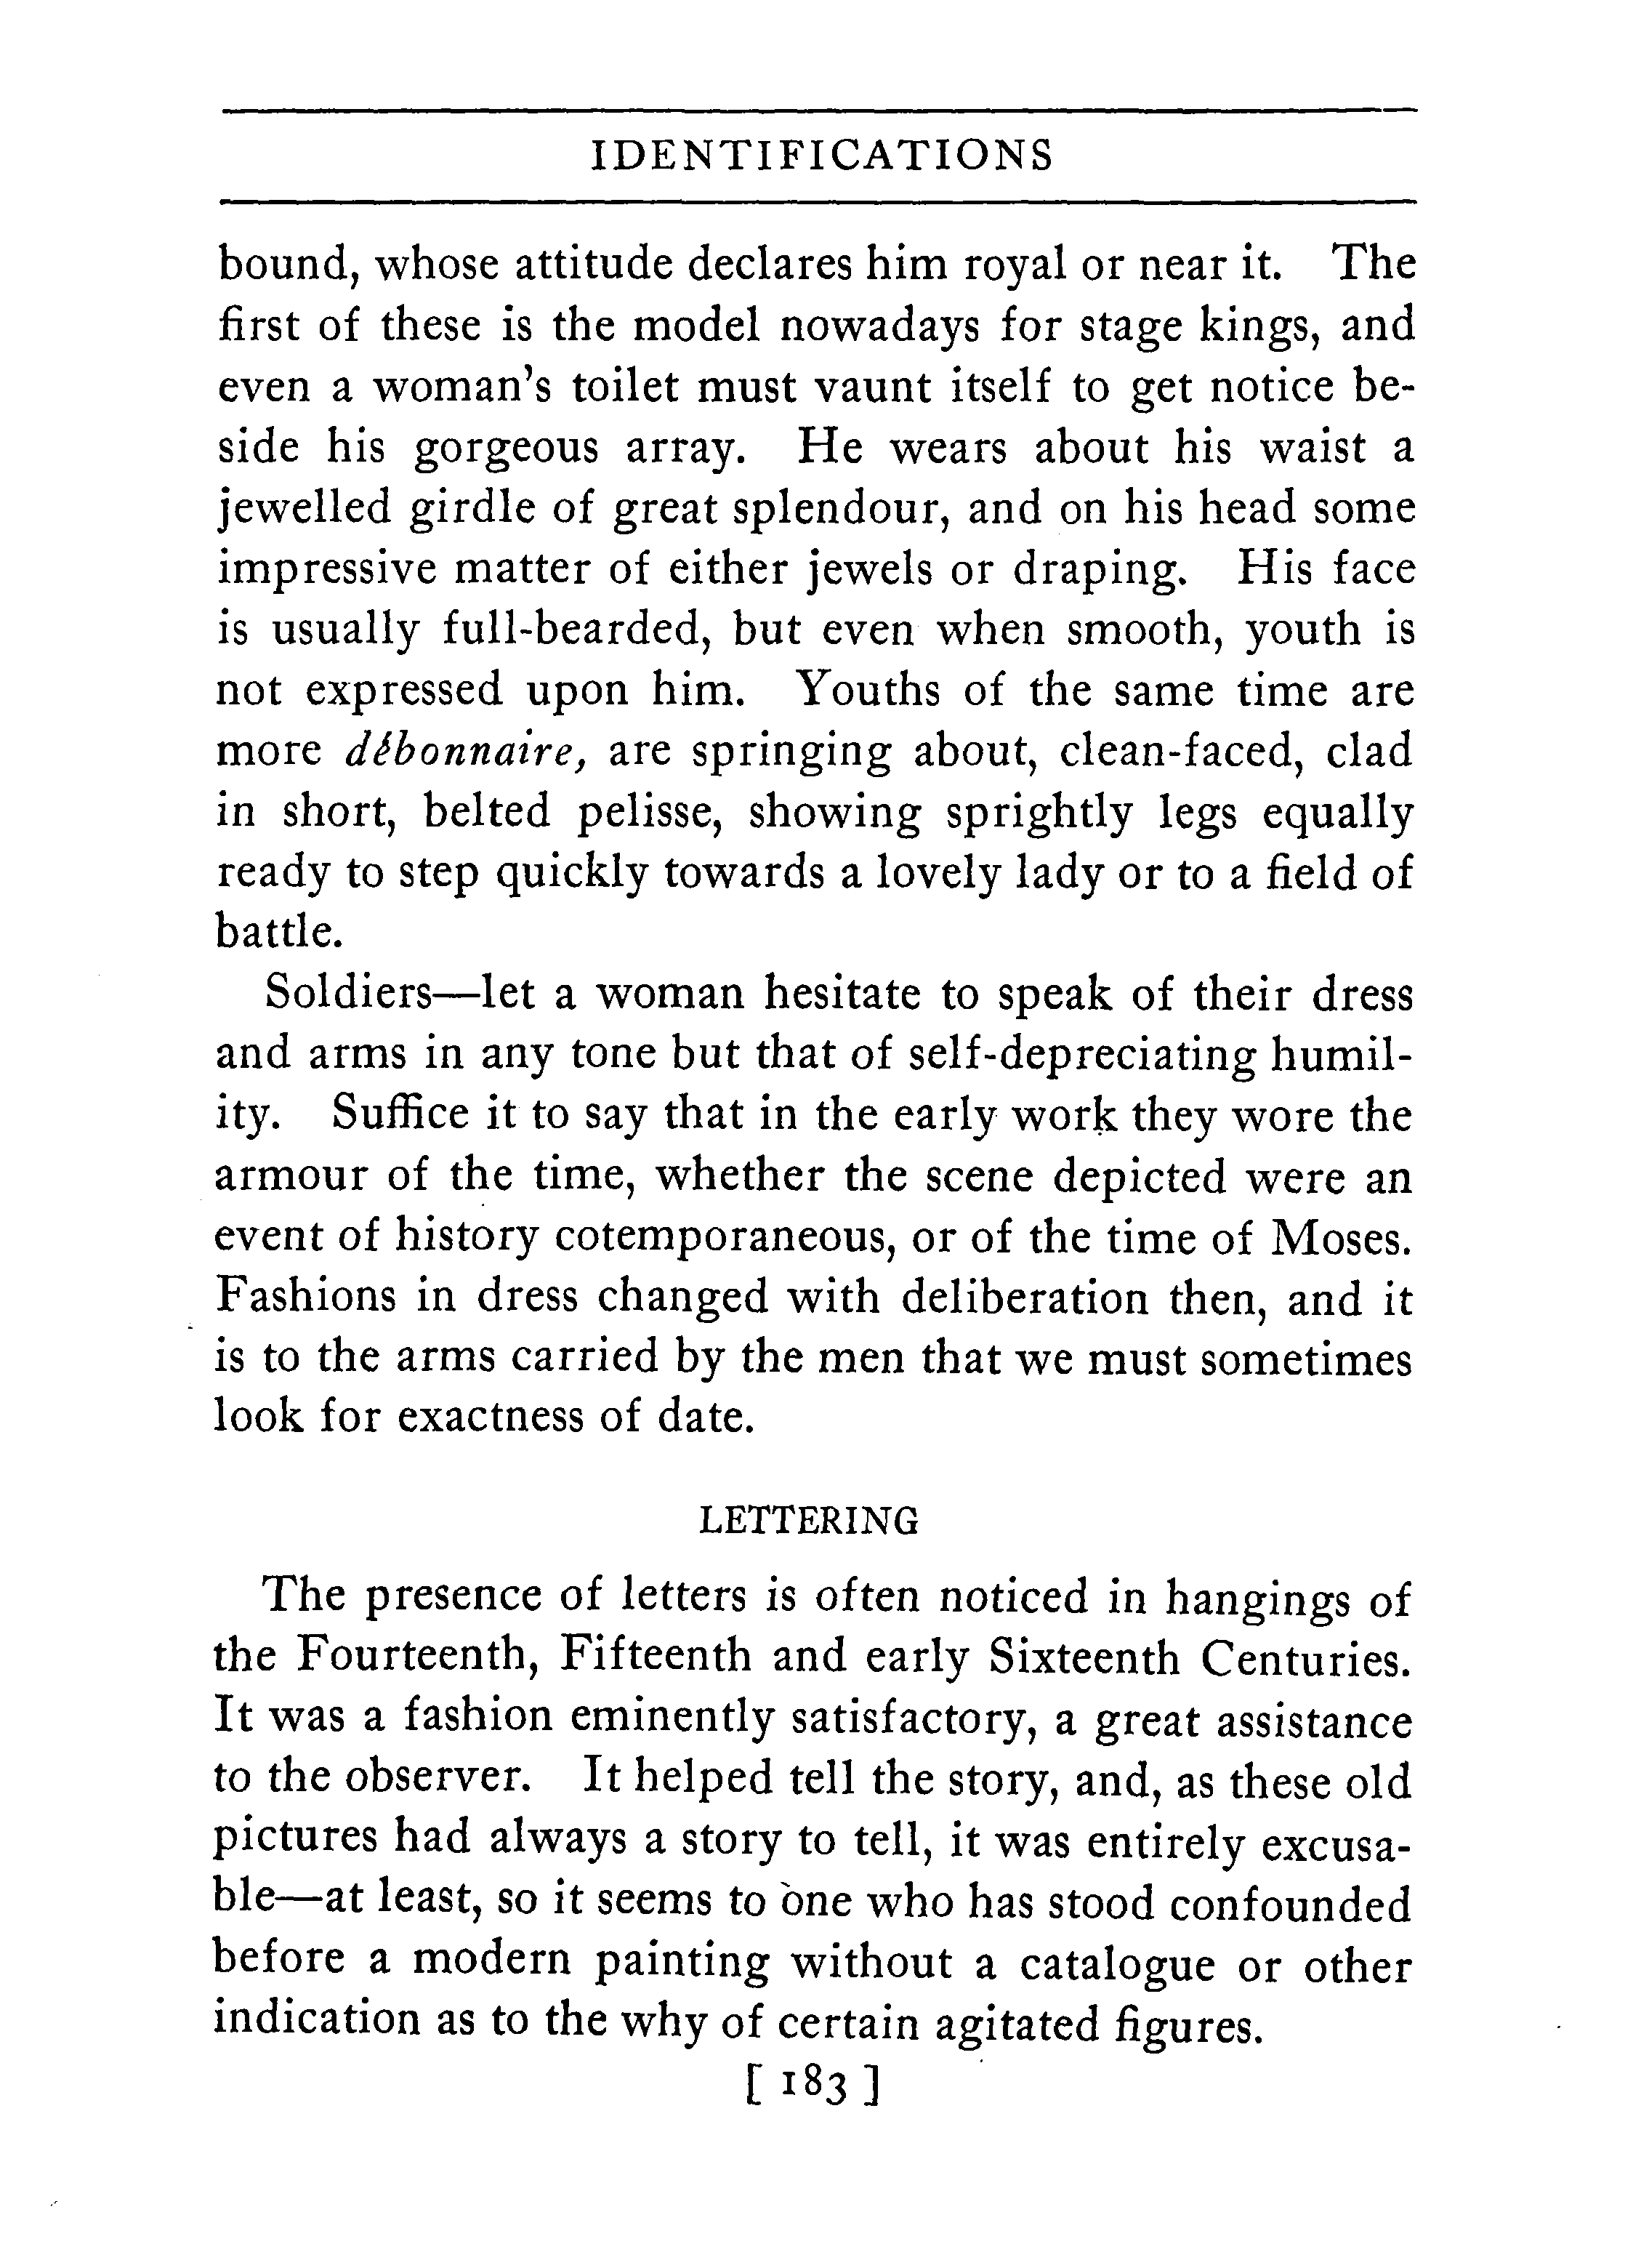 IDENTIFICATIONS
bound, whose attitude declares him royal or near it. The
first of these is the model nowadays for stage kings, and
even a woman's toilet must vaunt itself to get notice be-
side his gorgeous array. He wears about his waist a
jewelled girdle of great splendour, and on his head some
impressive matter of either jewels or draping. His face
is usually full-bearded, but even when smooth, youth is
not expressed upon him. Youths of the same time are
more débonnaire, are springing about, clean-faced, clad
in short, belted pelisse, showing sprightly legs equally
ready to step quickly towards a lovely lady or to a field of
battle.
Soldiers—let a woman hesitate to speak of their dress
and arms in any tone but that of self-depreciating humil-
ity. Suffice it to say that in the early work they wore the
armour of the time, whether the scene depicted were an
event of history cotemporaneous, or of the time of Moses.
Fashions in dress changed with deliberation then, and it
is to the arms carried by the men that we must sometimes
look for exactness of date.
LETTERING
The presence of letters is often noticed in hangings of
the Fourteenth, Fifteenth and early Sixteenth Centuries.
It was a fashion eminently satisfactory, a great assistance
to the observer. It helped tell the story, and, as these old
pictures had always a story to tell, it was entirely excusa-
ble—at least, so it seems to one who has stood confounded
before a modern painting without a catalogue or other
indication as to the why of certain agitated figures.
[ 183 ]